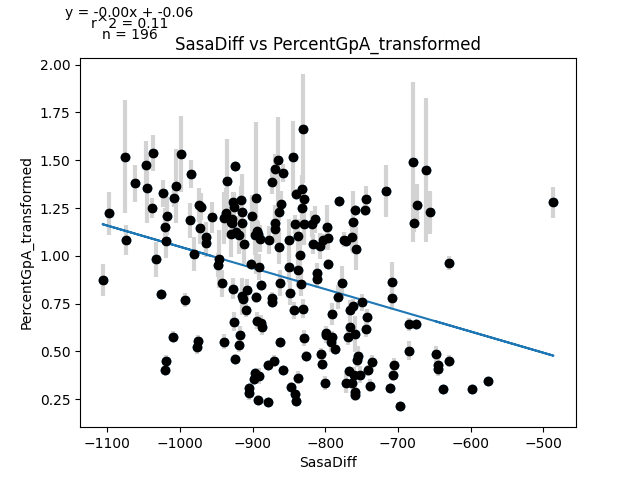 y = -0.00x + -0.06
r^2 = 0.11
n = 196
SasaDiff vs PercentGpA_transformed
2.00
1.75
1.50
1.25
1.00
0.75
0.50
0.25
PercentGpA_transformed
−1100 −1000 −900 −800 −700 −600 −500
SasaDiff